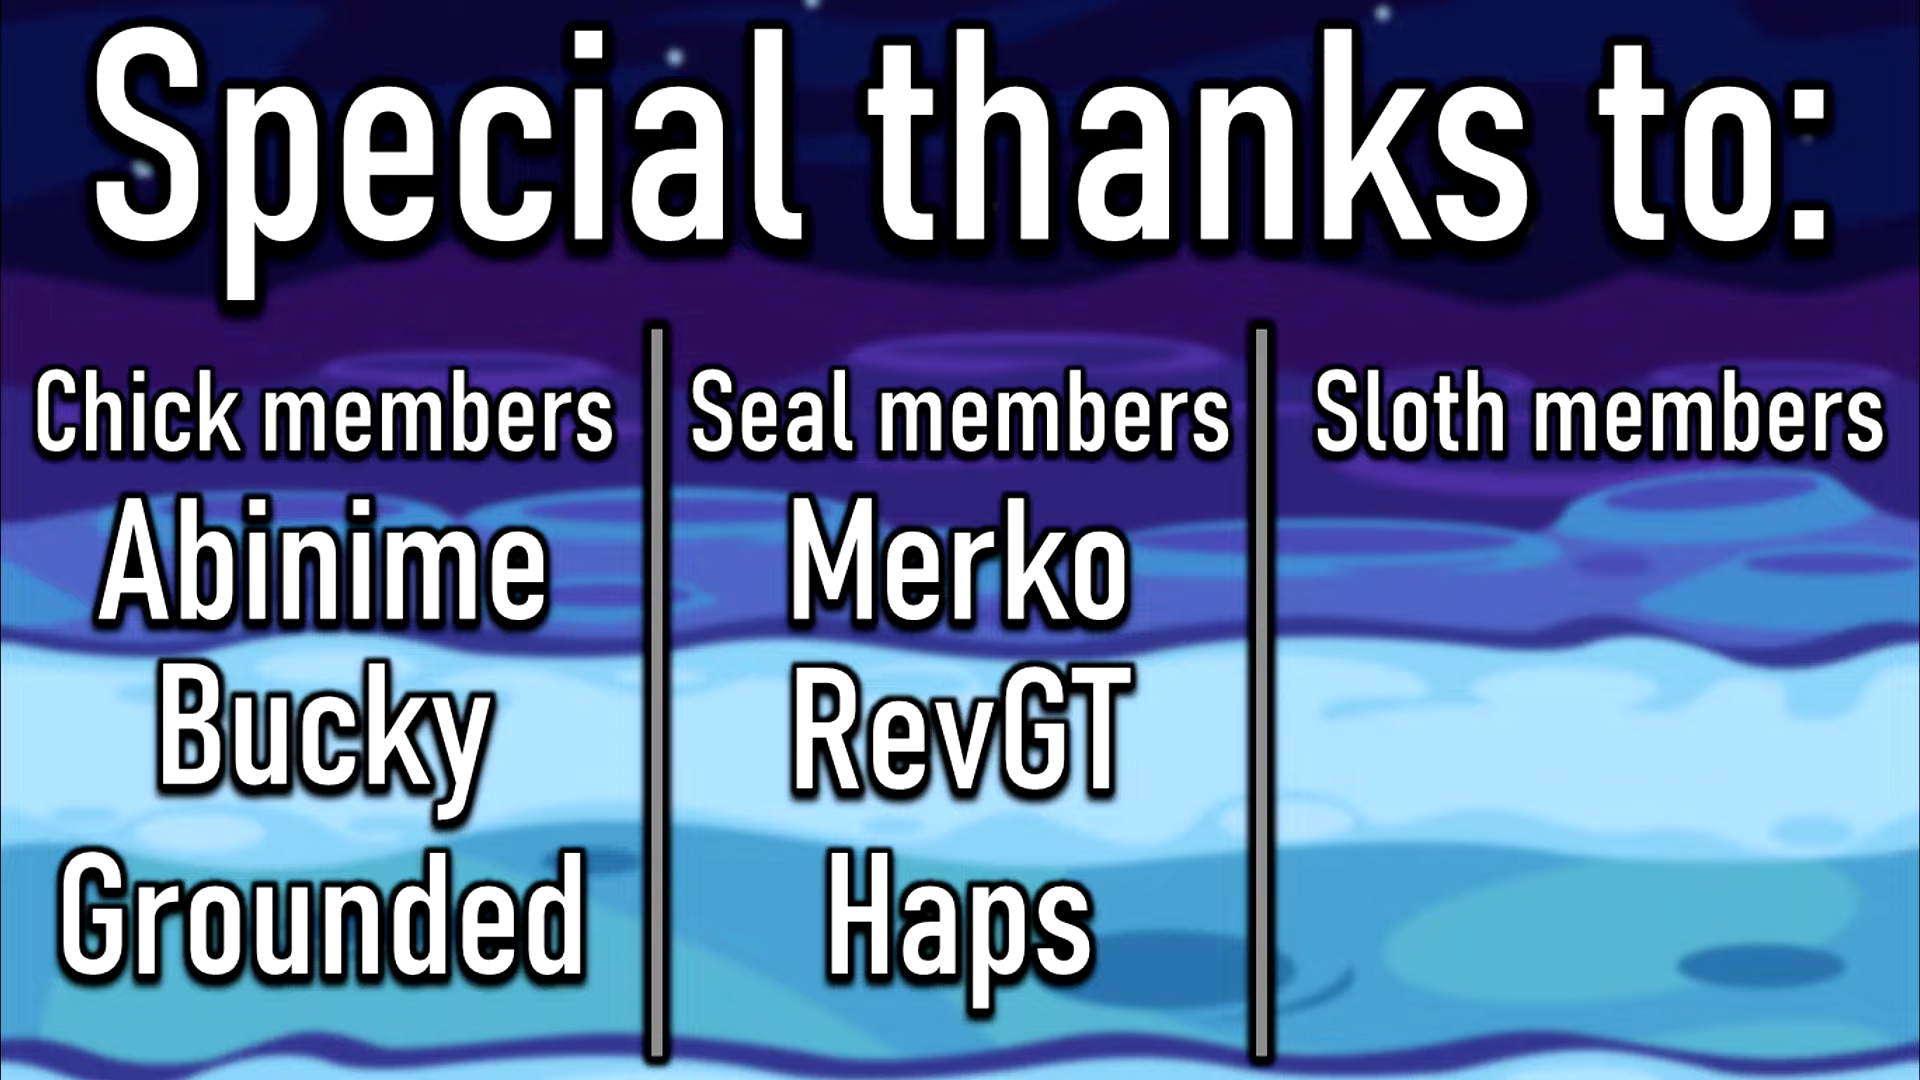 Special thanks to:
Chick members
Abinime
Bucky
Grounded
Seal members
Merko
RevGT
Haps
Sloth members